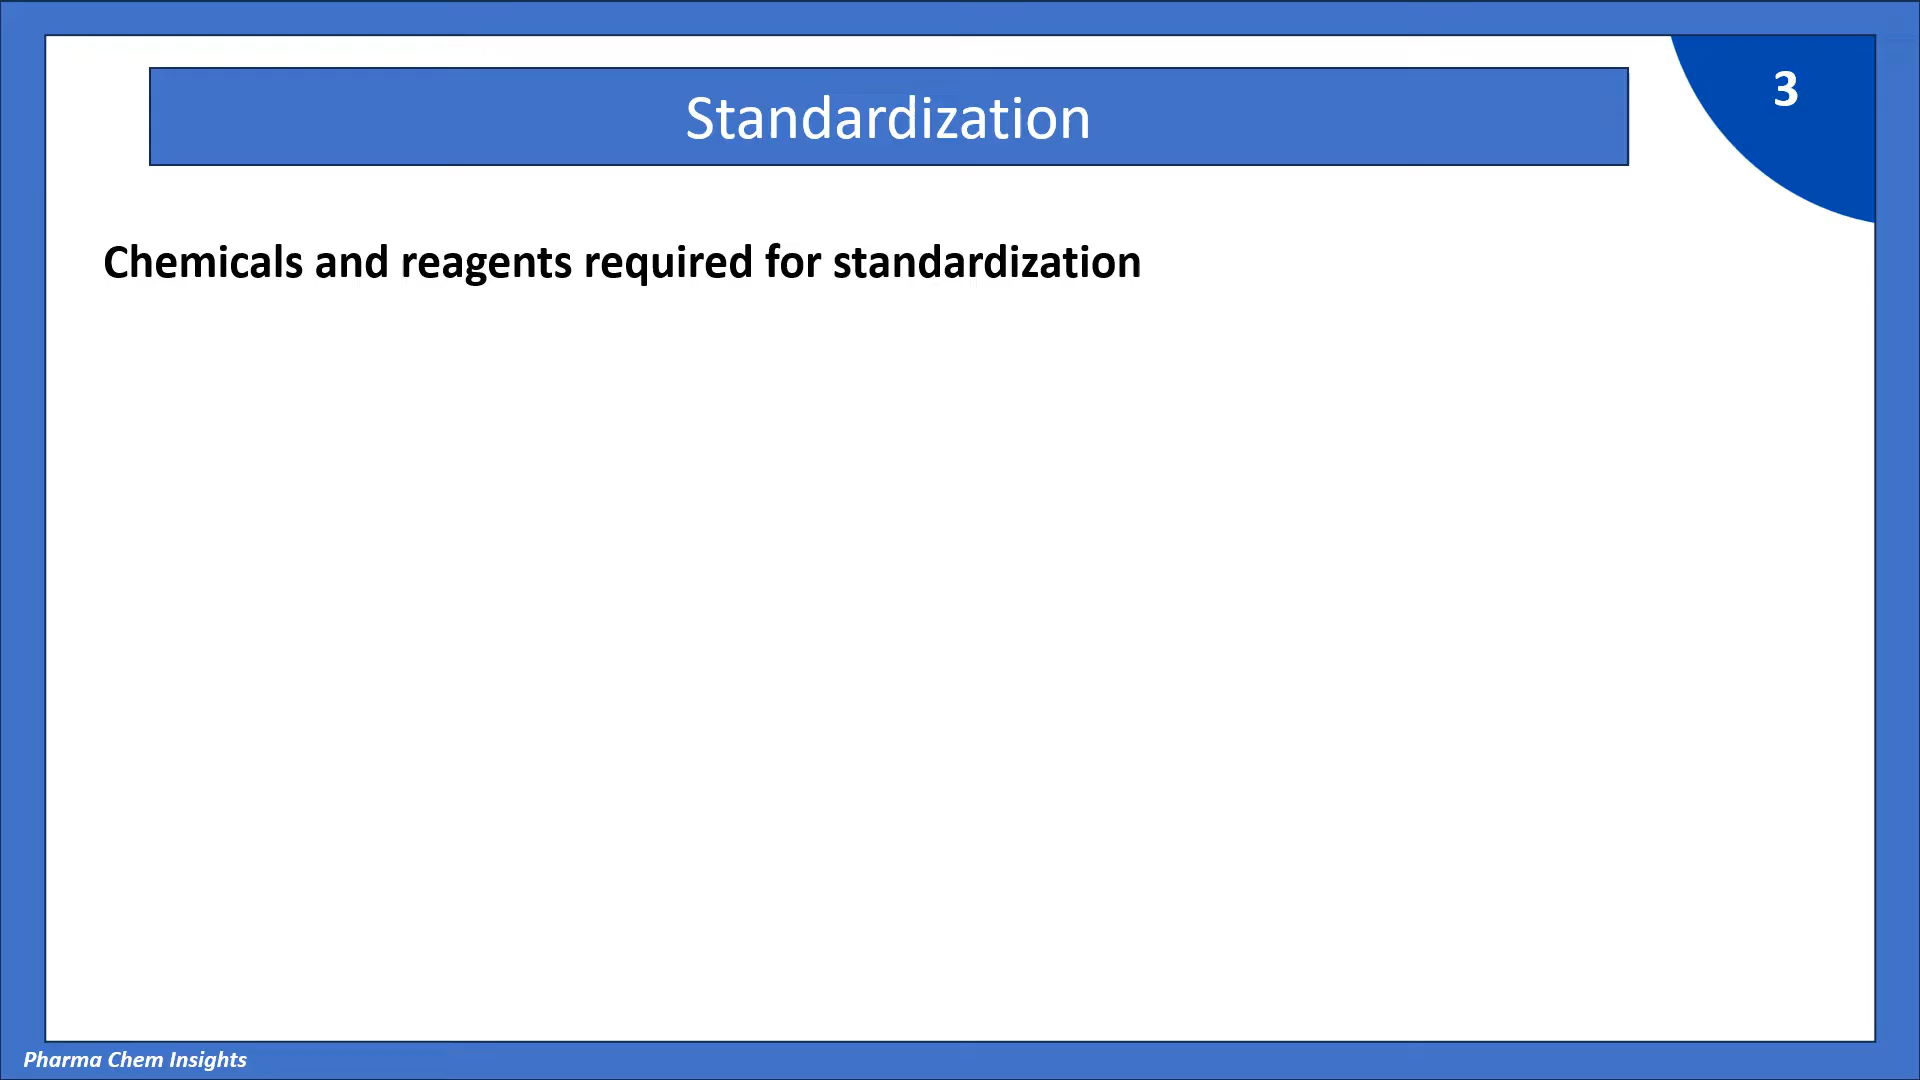 Standardization
3
Chemicals and reagents required for standardization
Pharma Chem Insights